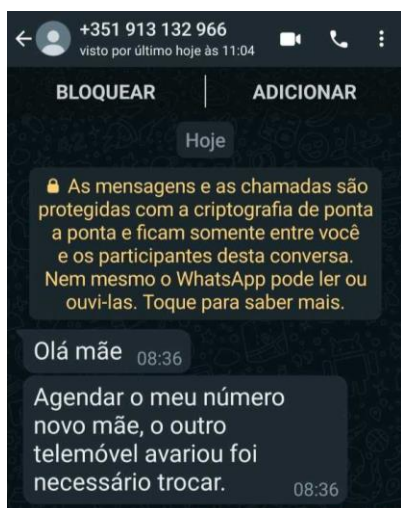 +351 913 132 966
visto por último hoje às 11:04
BLOQUEAR
ADICIONAR
Hoje
As mensagens e as chamadas são
protegidas com a criptografia de ponta
a ponta e ficam somente entre você
e os participantes desta conversa.
Nem mesmo o WhatsApp pode ler ou
ouvi-las. Toque para saber mais.
Olá mãe 08:36
Agendar o meu número
novo mãe, o outro
telemóvel avariou foi
necessário trocar. 08:36